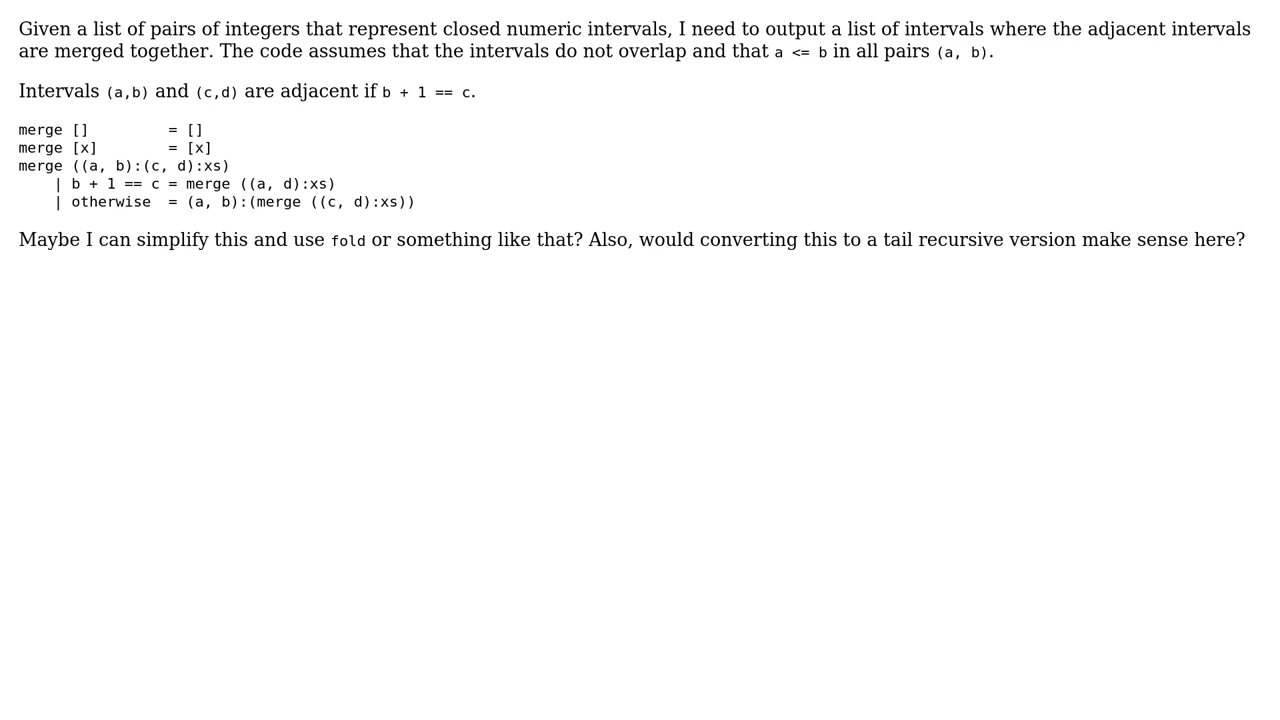 Given a list of pairs of integers that represent closed numeric intervals, I need to output a list of intervals where the adjacent intervals
are merged together. The code assumes that the intervals do not overlap and that a <= b in all pairs (a, b).
Intervals (a,b) and (c,d) are adjacent if b + 1 == c.
merge []         = []
merge [x]        = [x]
merge ((a, b):(c, d):xs)
    | b + 1 == c = merge ((a, d):xs)
    | otherwise  = (a, b):(merge ((c, d):xs))
Maybe I can simplify this and use fold or something like that? Also, would converting this to a tail recursive version make sense here?